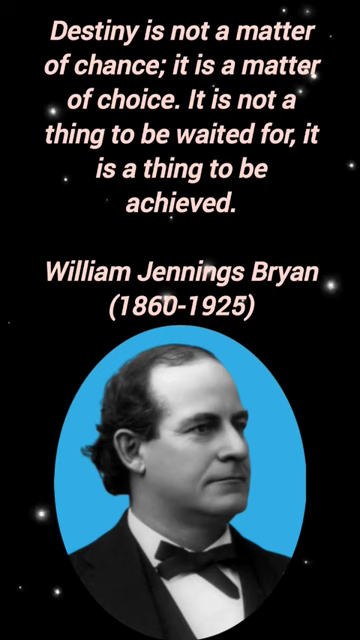 Destiny is not a matter
of chance; it is a matter
of choice. It is not a
thing to be waited for, it
is a thing to be
achieved.
William Jennings Bryan
(1860-1925)